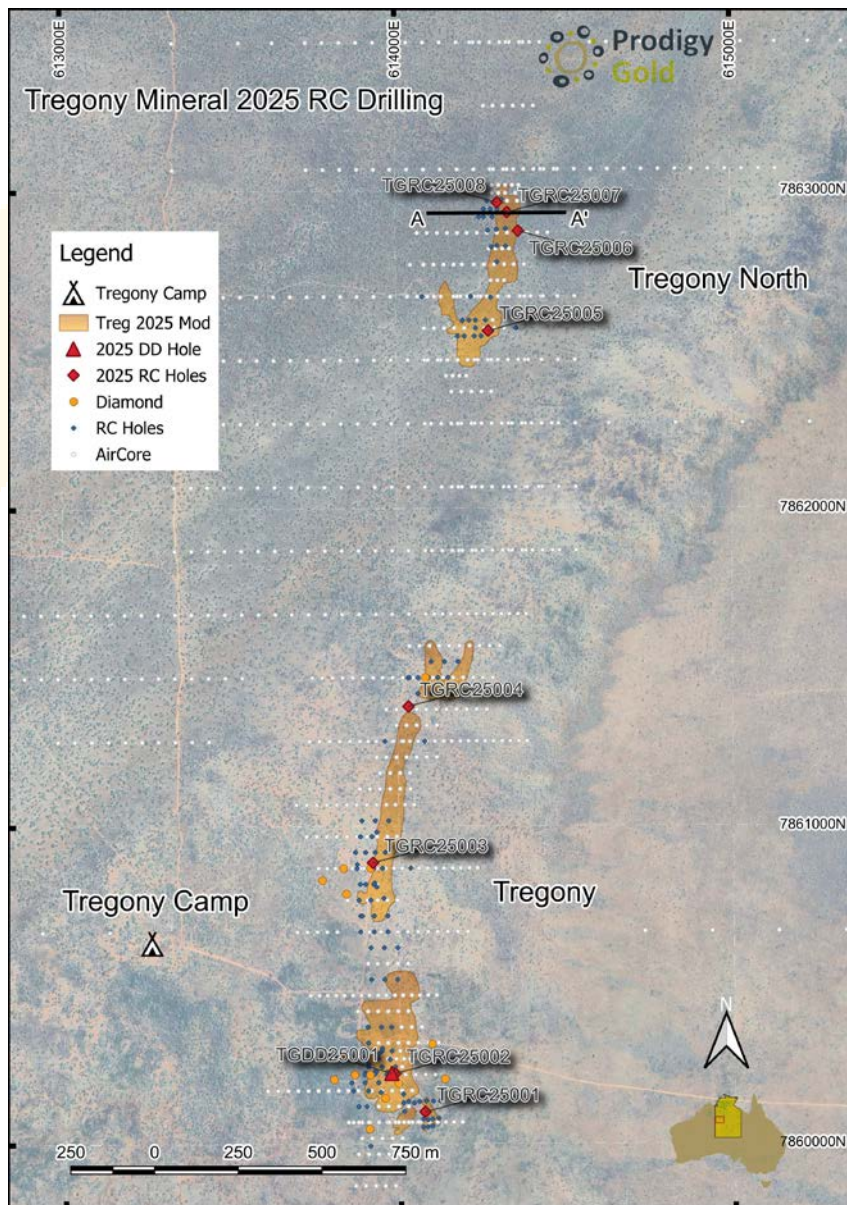 613000E
614000E
615000E
Prodigy
Gold
Tregony Mineral 2025 RC Drilling
TGRC25008
TGRC25007
7863000N
A
A'
TGRC25006
Legend
Tregony Camp
Treg 2025 Mod
2025 DD Hole
2025 RC Holes
Diamond
RC Holes
AirCore
Tregony North
TGRC25005
7862000N
TGRC25004
7861000N
TGRC25003
Tregony Camp
Tregony
N
TGDD25001
TGRC25002
TGRC25001
7860000N
250
0
250
500
750 m